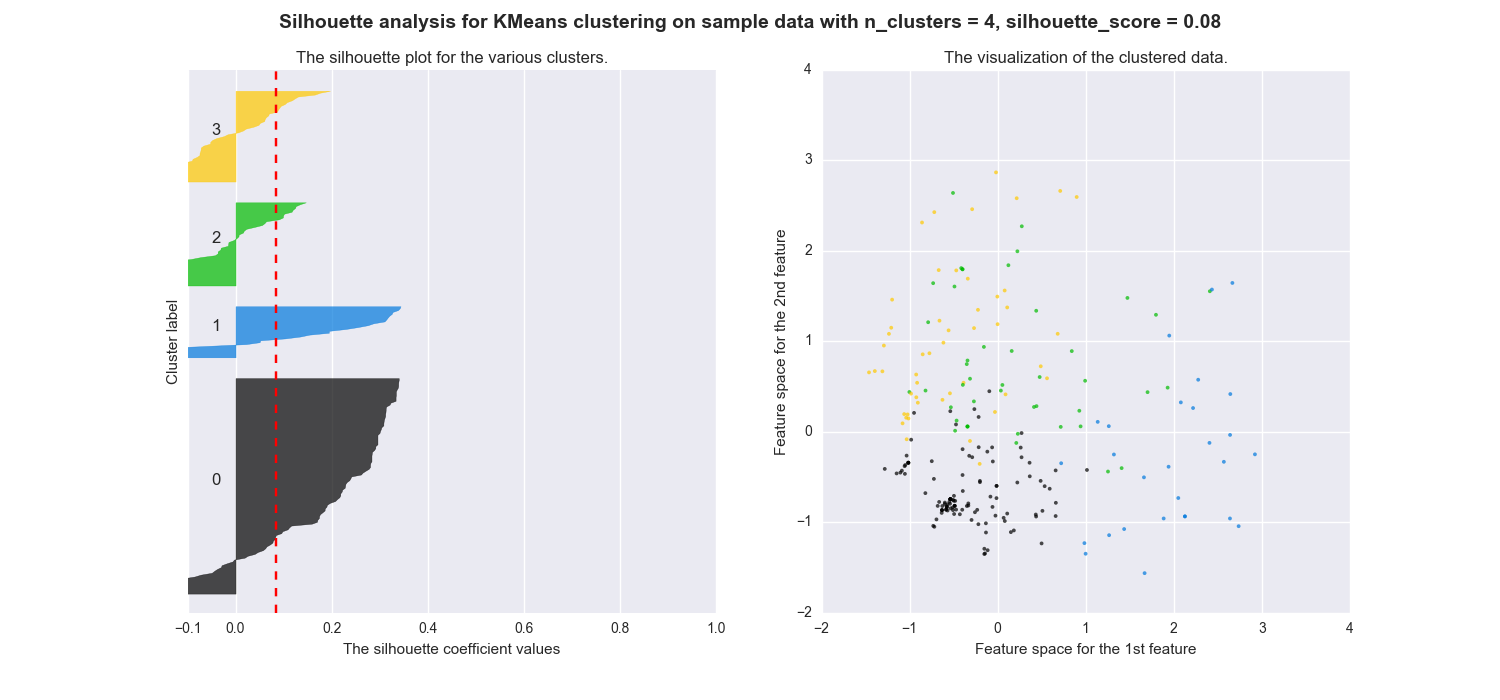 Silhouette analysis for KMeans clustering on sample data with n_clusters = 4, silhouette_score = 0.08
The silhouette plot for the various clusters.
3
2
1
0
Cluster label
−0.1 0.0 0.2 0.4 0.6 0.8 1.0
The silhouette coefficient values
The visualization of the clustered data.
4
3
2
1
0
−1
−2
Feature space for the 2nd feature
−2 −1 0 1 2 3 4
Feature space for the 1st feature